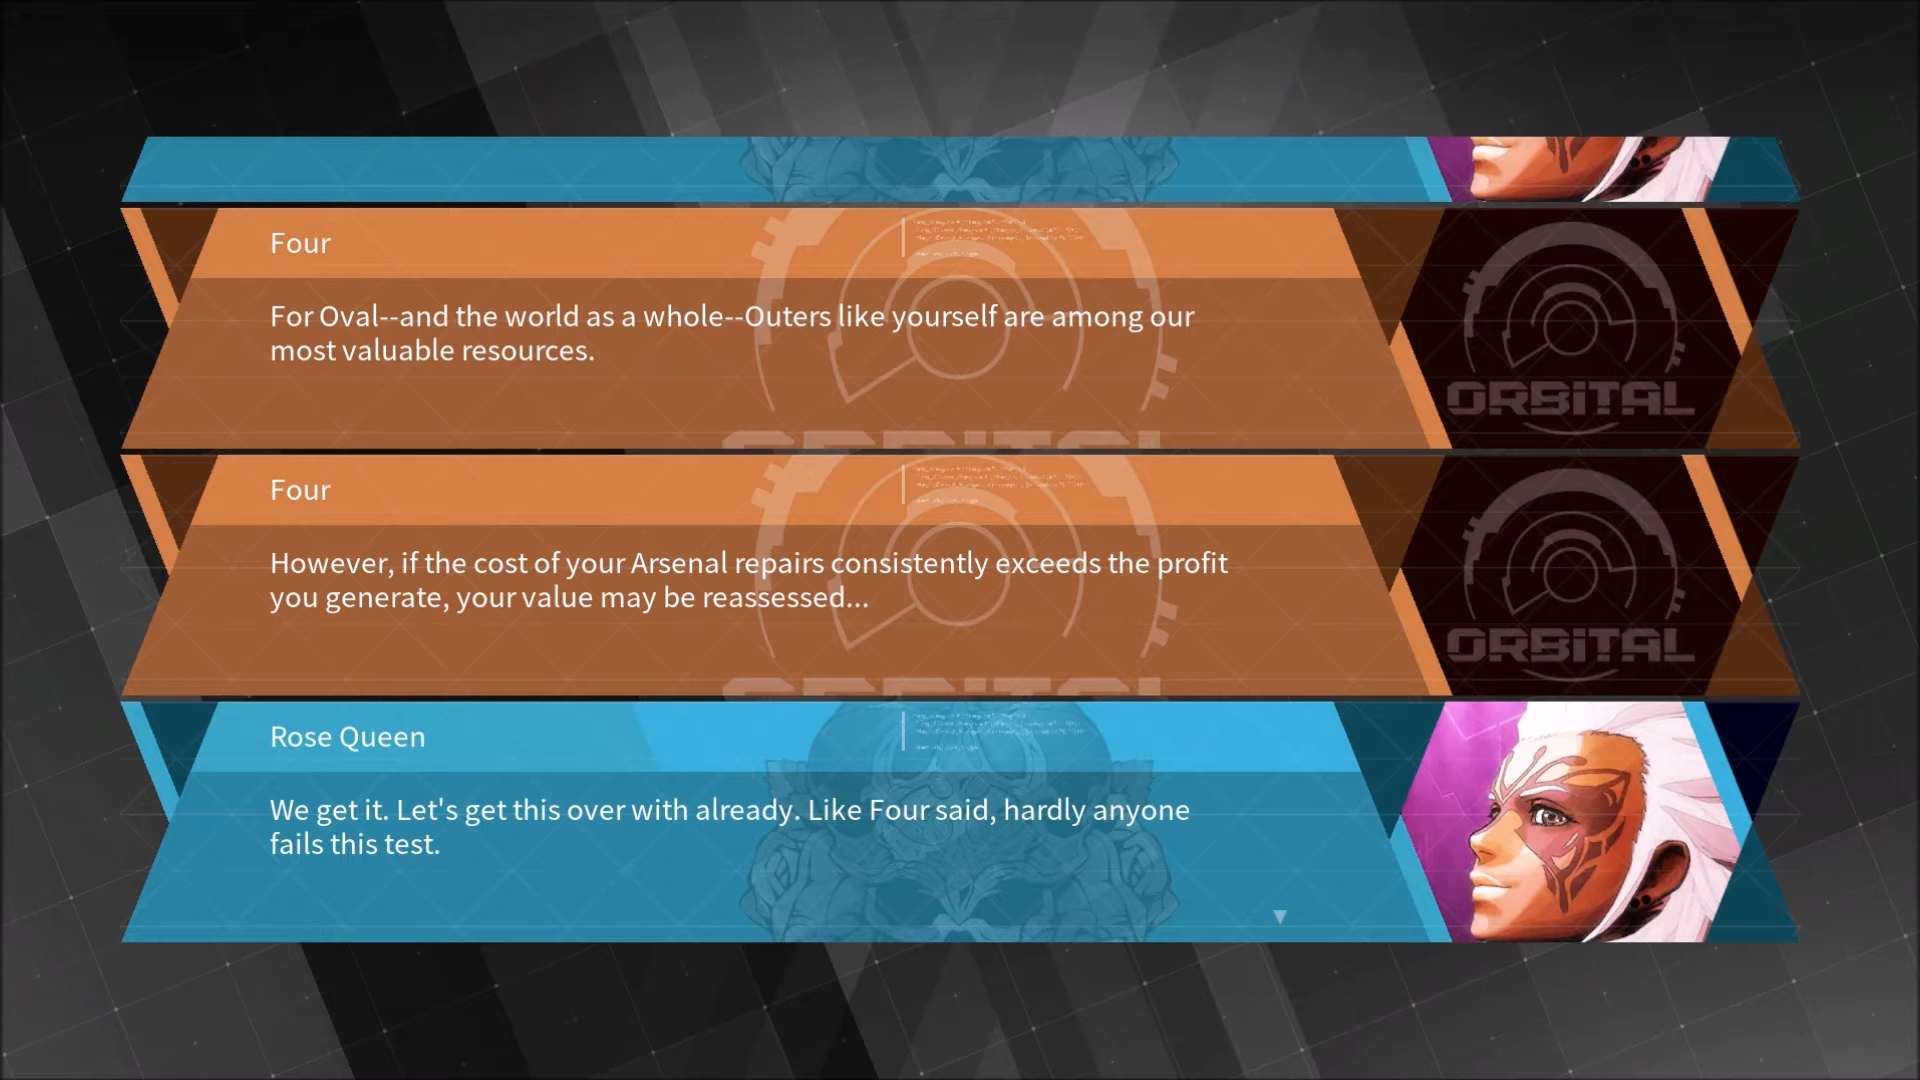 Four
For Oval--and the world as a whole--Outers like yourself are among our
most valuable resources.
ORBITAL
Four
However, if the cost of your Arsenal repairs consistently exceeds the profit
you generate, your value may be reassessed...
ORBITAL
Rose Queen
We get it. Let's get this over with already. Like Four said, hardly anyone
fails this test.